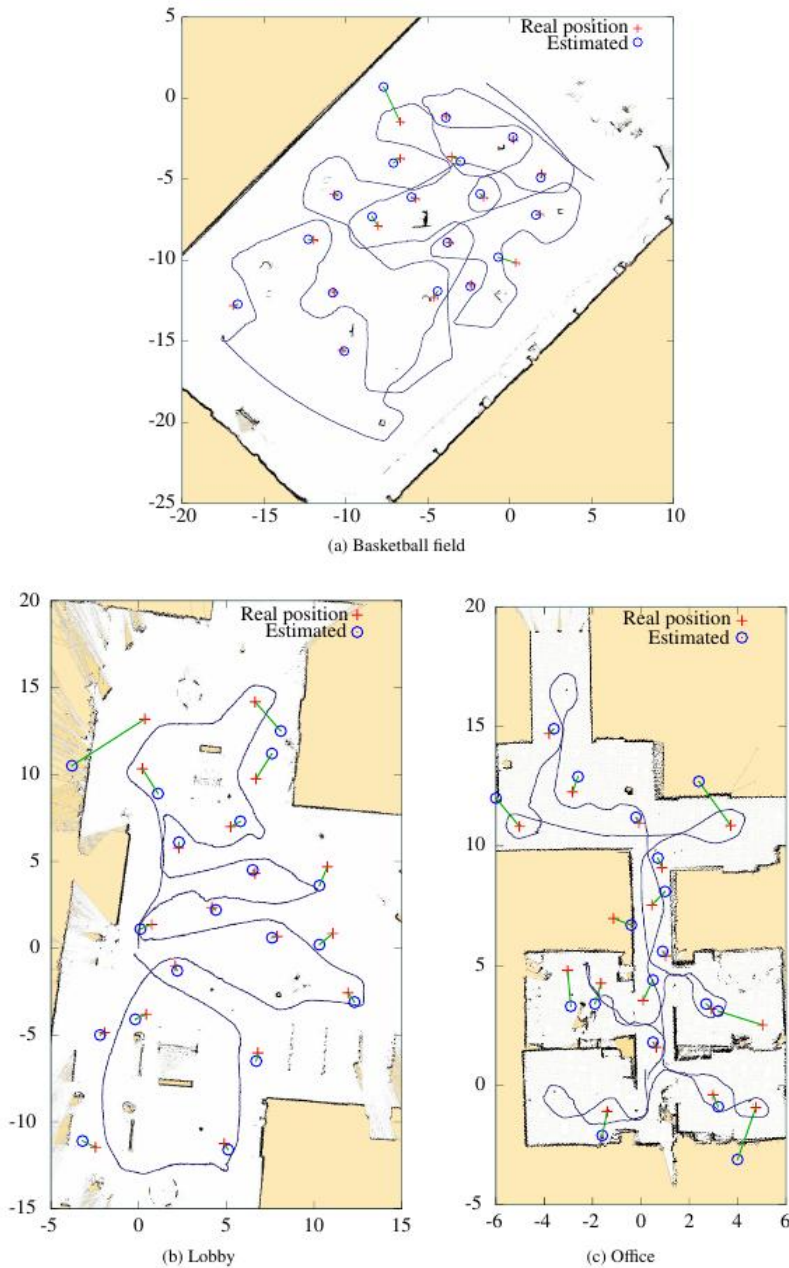 5
Real position
Estimated
0
-5
-10
-15
-20
-25
-20 -15 -10 -5 0 5 10
(a) Basketball field
20
Real position
Estimated
15
10
5
0
-5
-10
-15
-5 0 5 10 15
(b) Lobby
20
Real position
Estimated
15
10
5
0
-5
-6 -4 -2 0 2 4 6
(c) Office